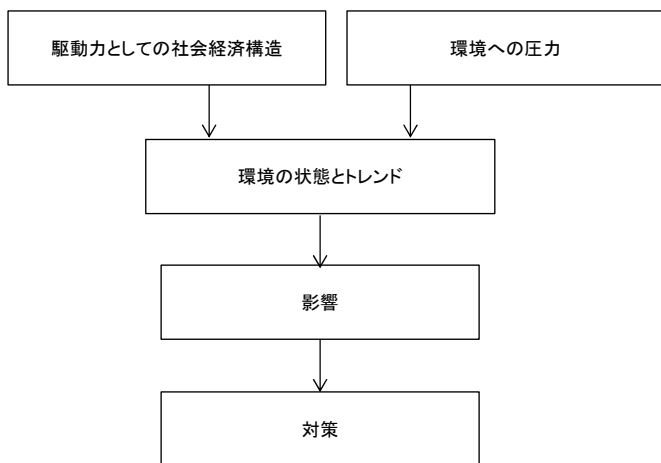 駆動力としての社会経済構造
環境への圧力
環境の状態とトレンド
影響
対策